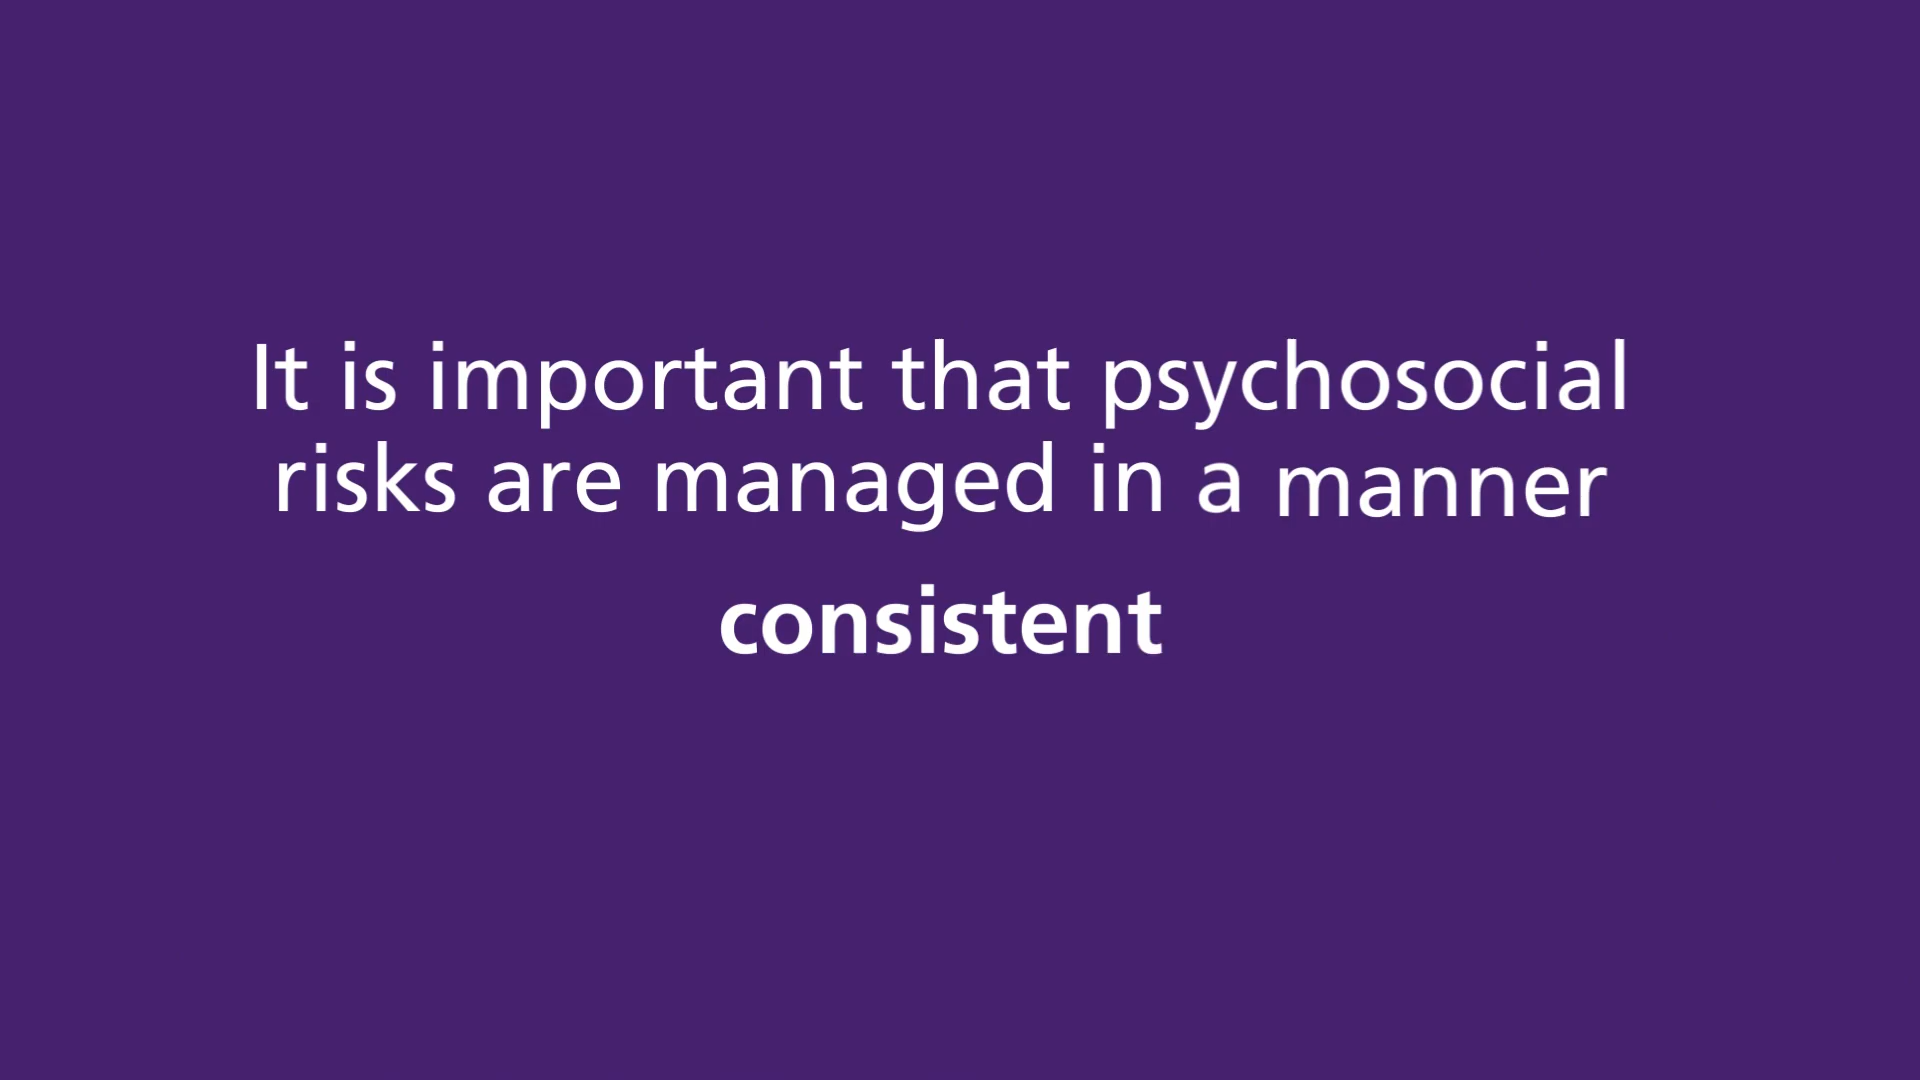 It is important that psychosocial
risks are managed in a manner
consistent